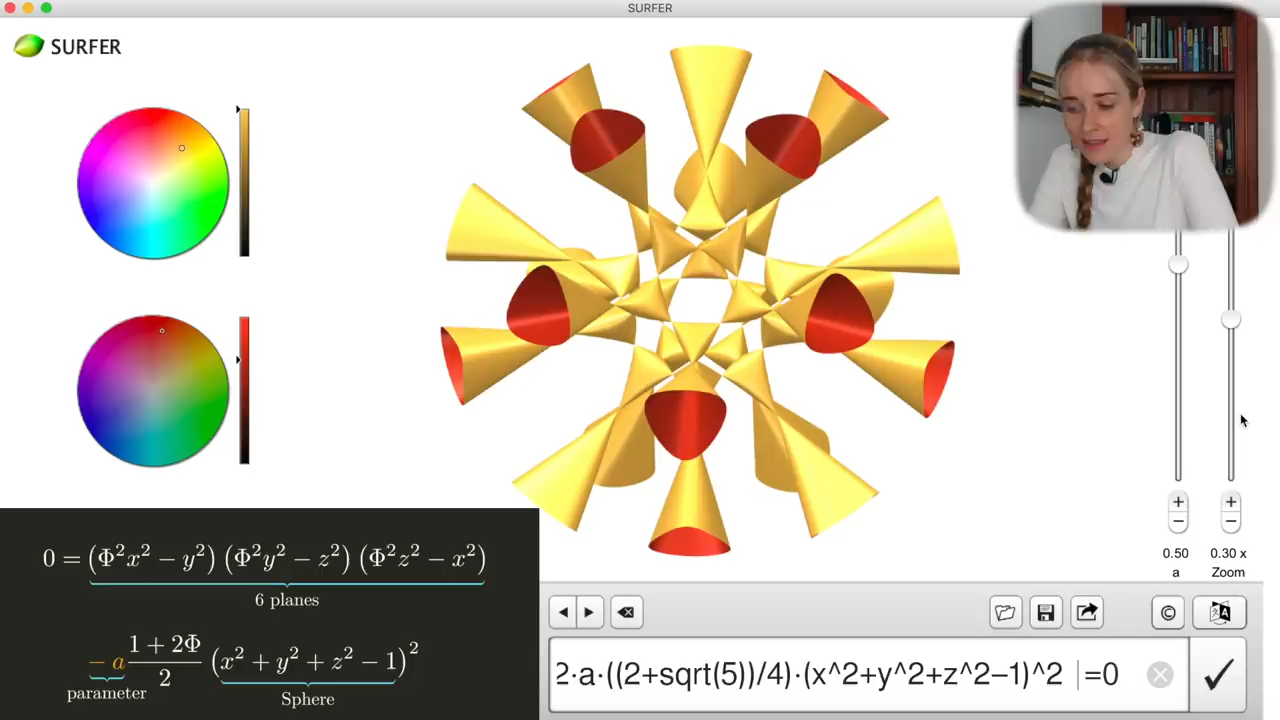 SURFER
SURFER
0.50
0.30 x
a
Zoom
0 = (Φ²x² − y²) (Φ²y² − z²) (Φ²z² − x²)
6 planes
− a (1 + 2Φ)/2 (x² + y² + z² − 1)²
parameter
Sphere
2·a·((2+sqrt(5))/4)·(x^2+y^2+z^2−1)^2 =0